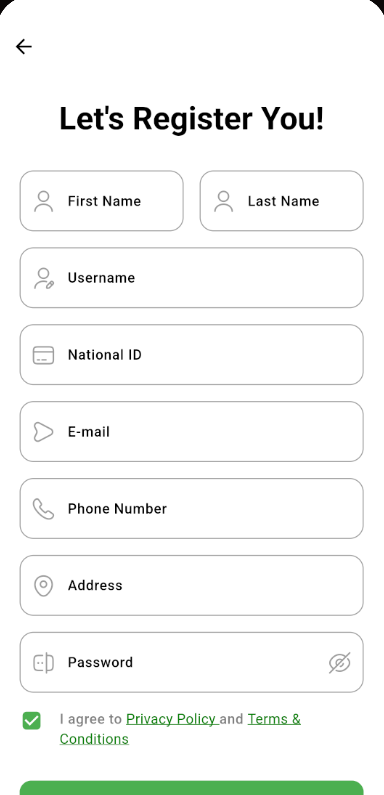 Let's Register You!
First Name Last Name
Username
National ID
E-mail
Phone Number
Address
Password
I agree to Privacy Policy and Terms &
Conditions